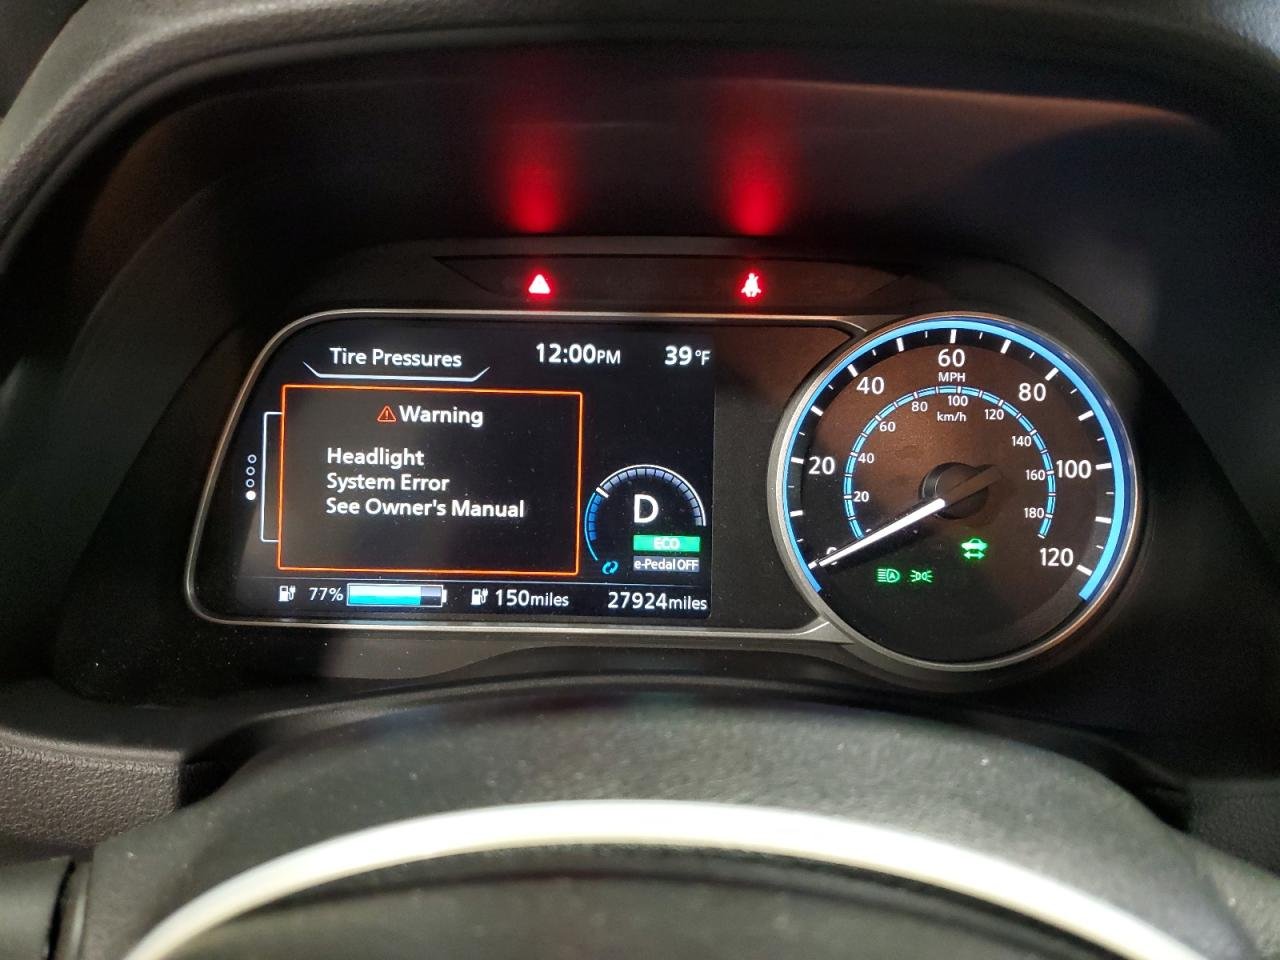 Tire Pressures
12:00PM
39°F
Warning
Headlight
System Error
See Owner's Manual
D
ECO
e-Pedal OFF
77%
150miles
27924miles
0
20
40
60
80
100
120
MPH
km/h
20
40
60
80
100
120
140
160
180
A